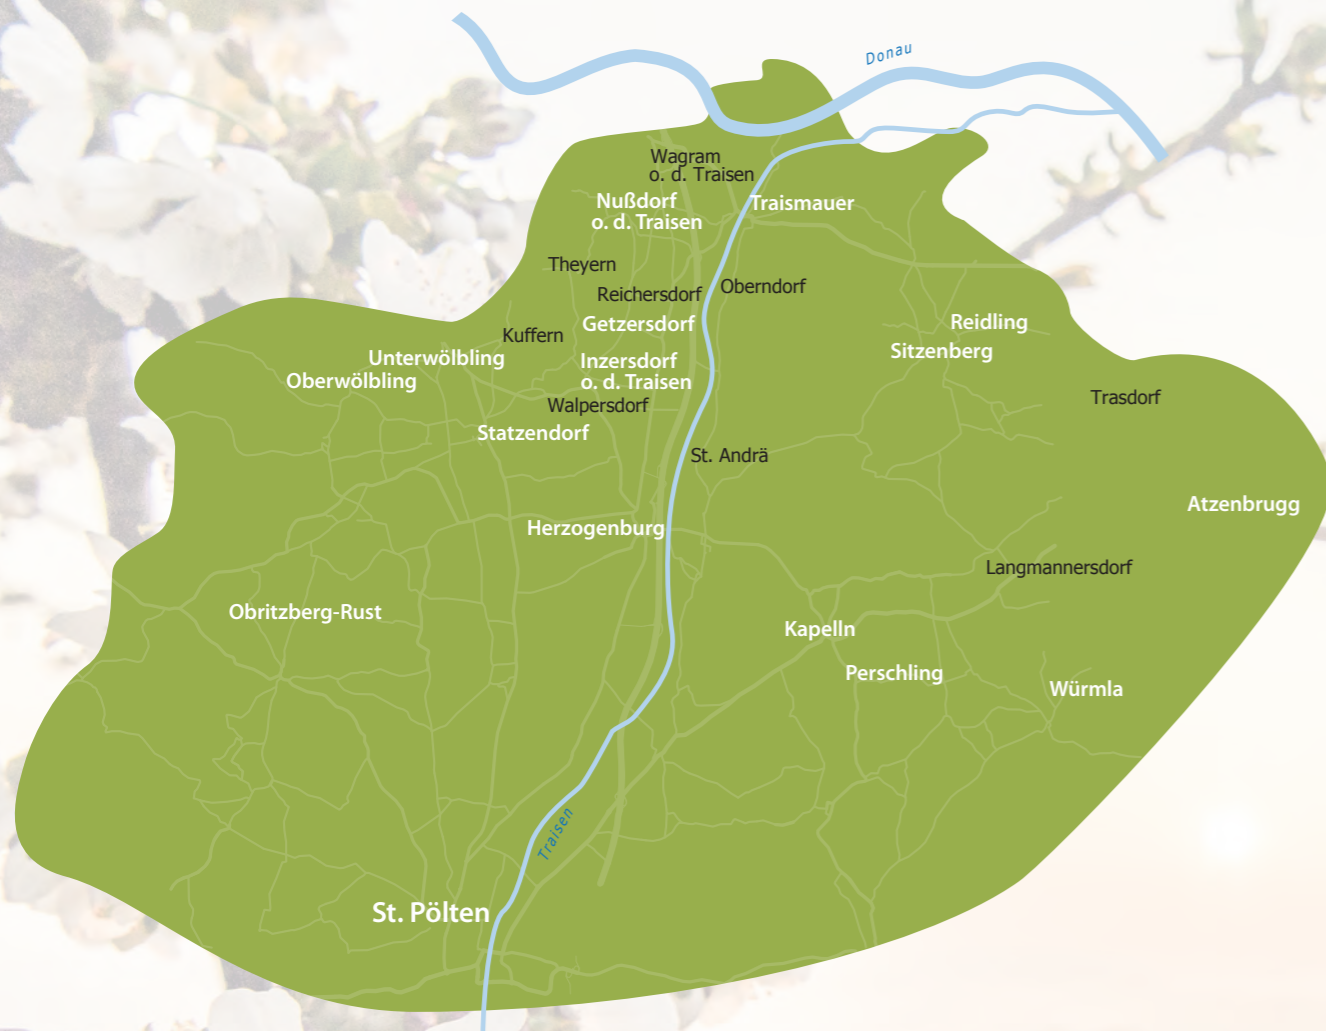 Donau
Wagram
o. d. Traisen
Nußdorf
o. d. Traisen
Traismauer
Theyern
Reichersdorf
Oberndorf
Getzersdorf
Reidling
Kuffern
Sitzenberg
Unterwölbling
Inzersdorf
o. d. Traisen
Oberwölbling
Trasdorf
Walpersdorf
Statzendorf
St. Andrä
Atzenbrugg
Herzogenburg
Langmannersdorf
Obritzberg-Rust
Kapelln
Perschling
Würmla
Traisen
St. Pölten